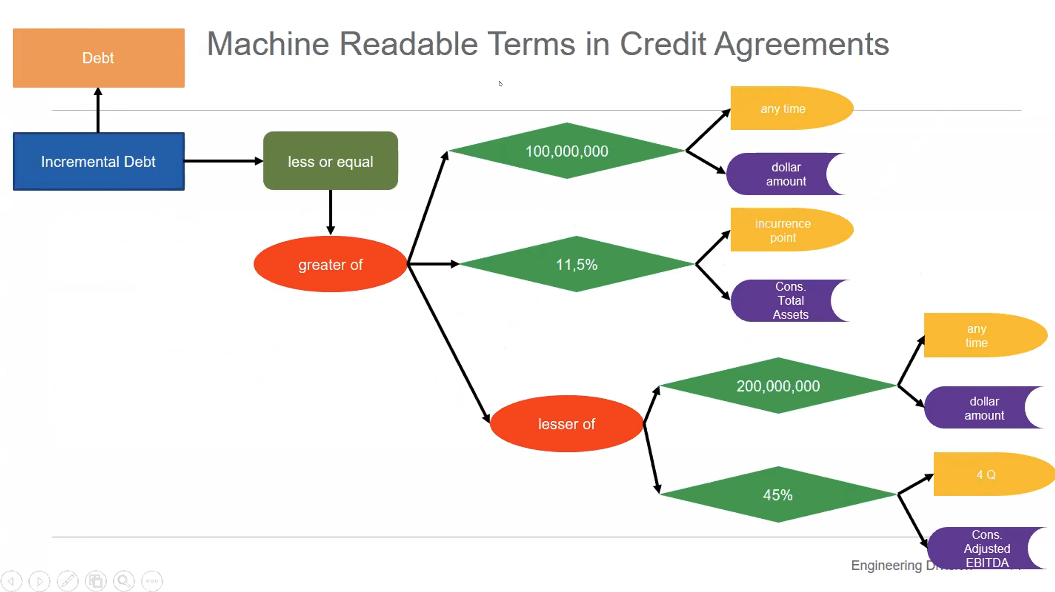 Machine Readable Terms in Credit Agreements
Debt
Incremental Debt
less or equal
greater of
100,000,000
any time
dollar
amount
11,5%
incurrence
point
Cons.
Total
Assets
lesser of
200,000,000
any
time
dollar
amount
45%
4 Q
Cons.
Adjusted
EBITDA
Engineering